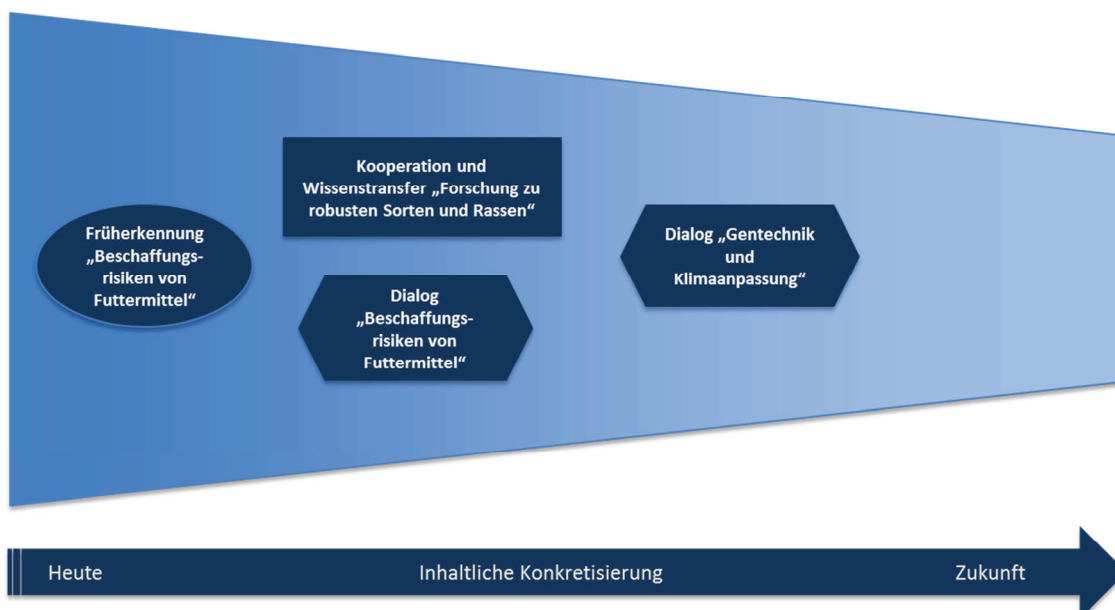 Früherkennung
„Beschaffungs-
risiken von
Futtermittel“
Kooperation und
Wissenstransfer „Forschung zu
robusten Sorten und Rassen“
Dialog
„Beschaffungs-
risiken von
Futtermittel“
Dialog „Gentechnik
und
Klimaanpassung“
Heute
Inhaltliche Konkretisierung
Zukunft